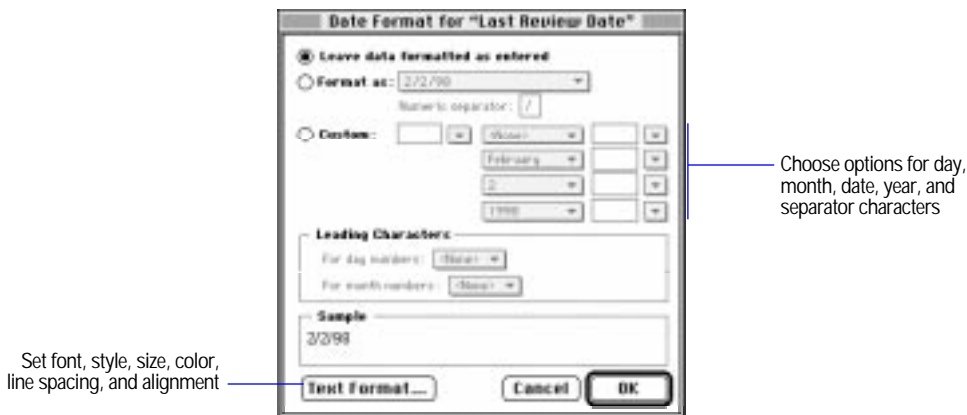 Date Format for “Last Review Date”
Leave data formatted as entered
Format as: 2/2/98
Numeric separator: /
Custom: <None>
February
2
1998
Choose options for day,
month, date, year, and
separator characters
Leading Characters
For day numbers: <None>
For month numbers: <None>
Sample
2/2/98
Set font, style, size, color,
line spacing, and alignment
Text Format... Cancel OK